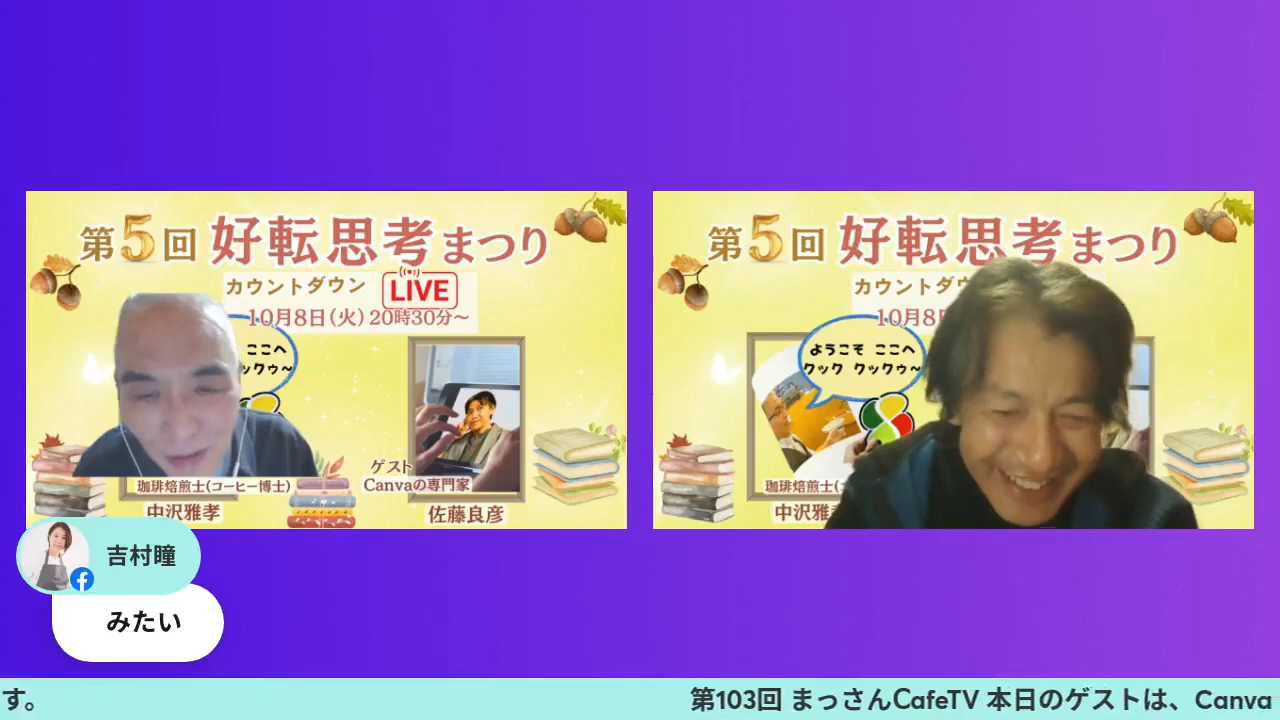 第5回 好転思考まつり
カウントダウン LIVE
10月8日(火)20時30分〜
ここへ
ックゥ〜
ゲスト
Canvaの専門家
珈琲焙煎士(コーヒー博士)
中沢雅孝
佐藤良彦
第5回 好転思考まつり
カウントダウ
10月8日
ようこそ ここへ
クック クックゥ〜
珈琲焙煎士(
中沢雅孝
吉村瞳
みたい
す。
第103回 まっさんCafeTV 本日のゲストは、Canva